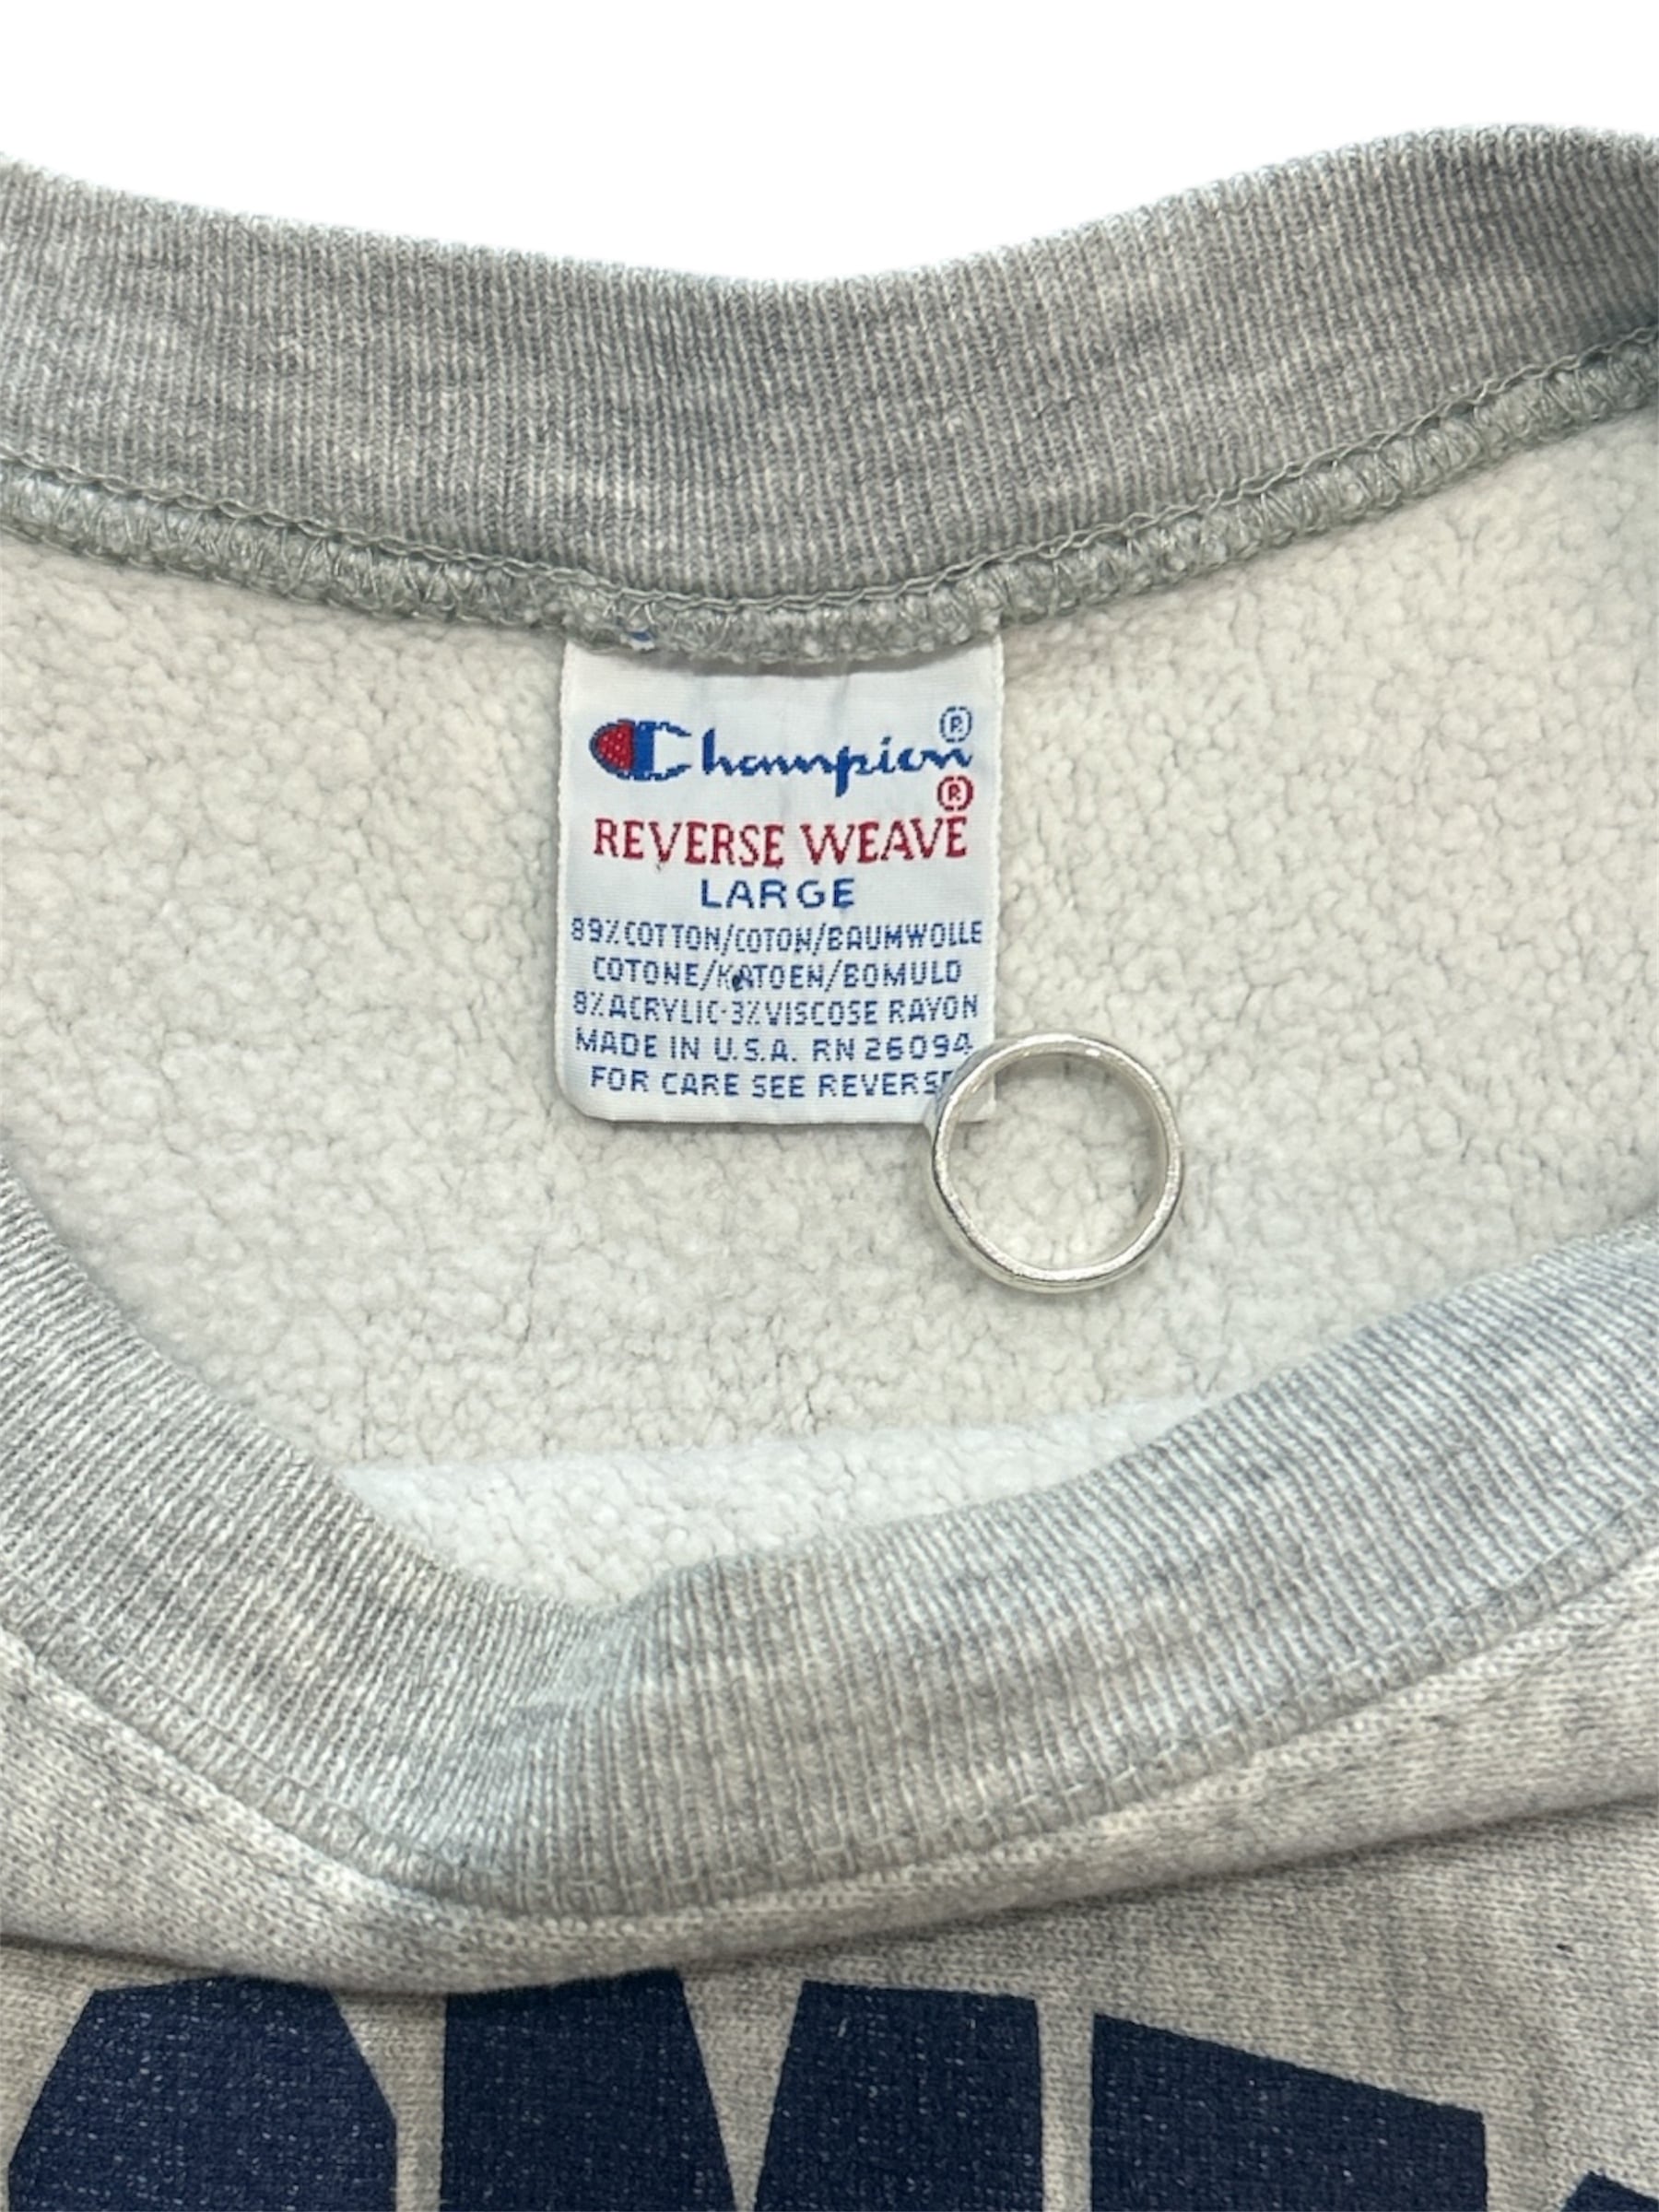 Champion®
®
REVERSE WEAVE
LARGE
89%COTTON/COTON/BAUMWOLLE
COTONE/KATOEN/BOMULD
8%ACRYLIC-3%VISCOSE RAYON
MADE IN U.S.A. RN 26094
FOR CARE SEE REVERSE